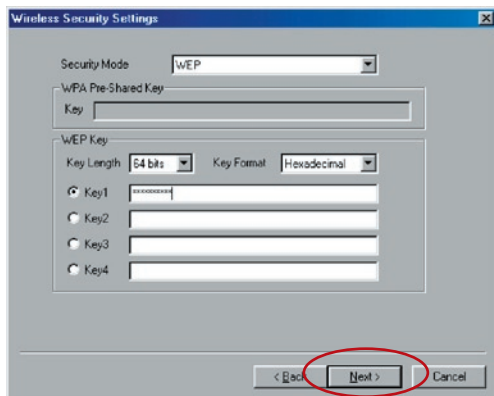 Wireless Security Settings
Security Mode WEP
WPA Pre-Shared Key
Key
WEP Key
Key Length 64 bits Key Format Hexadecimal
Key1 **********
Key2
Key3
Key4
< Back Next > Cancel